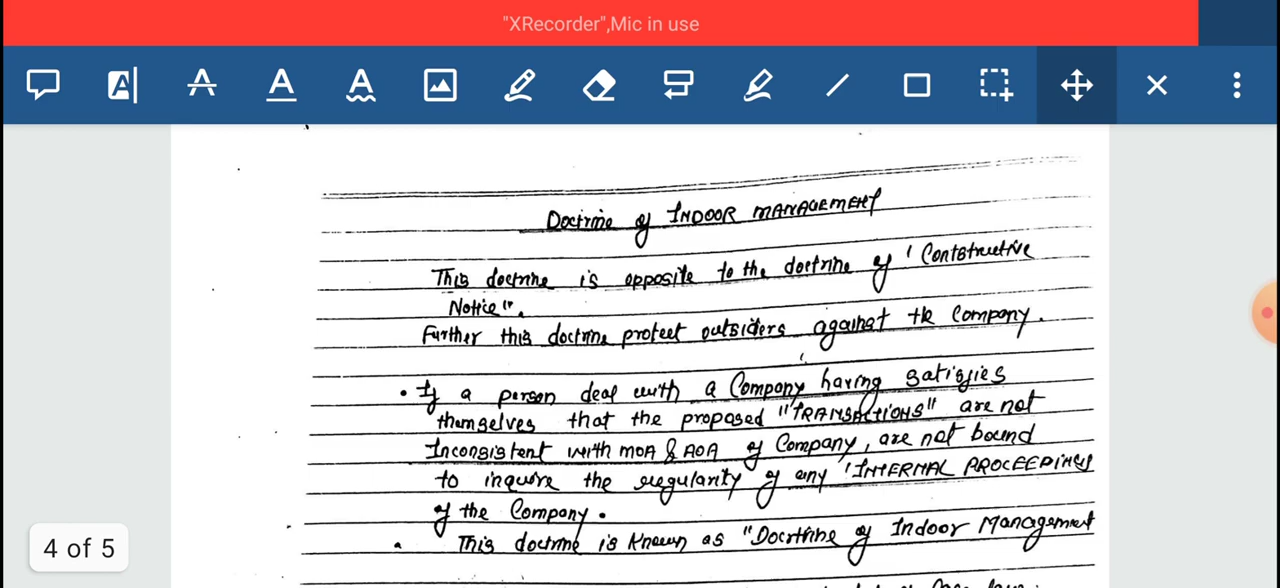 "XRecorder",Mic in use
Doctrine of INDOOR MANAGEMENT
This doctrine is opposite to the doctrine of 'Contstructive
Notice".
Further this doctrine protect outsiders against the Company.
• If a person deal with a Company having satisfies
themselves that the proposed "TRANSACTIONS" are not
Inconsistent with MOA & AOA of Company, are not bound
to inquire the regularity of any 'INTERNAL PROCEEDINGS
of the Company.
• This doctrine is known as "Docrtrine of Indoor Management
4 of 5